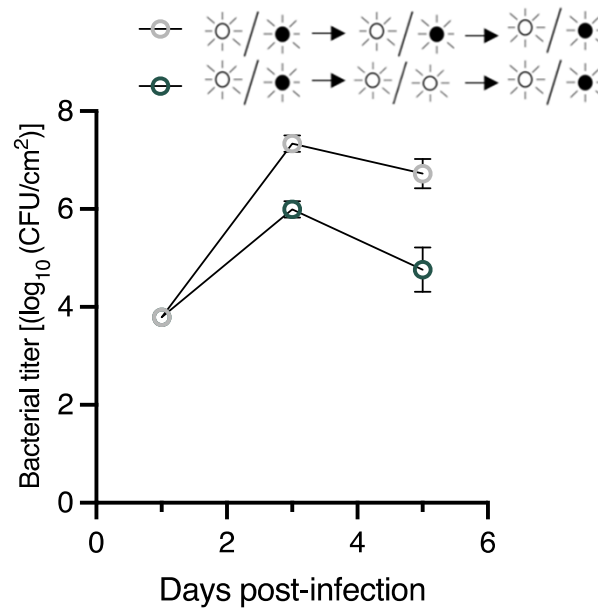 8
6
4
2
0
Bacterial titer [(log10 (CFU/cm2)]
0 2 4 6
Days post-infection